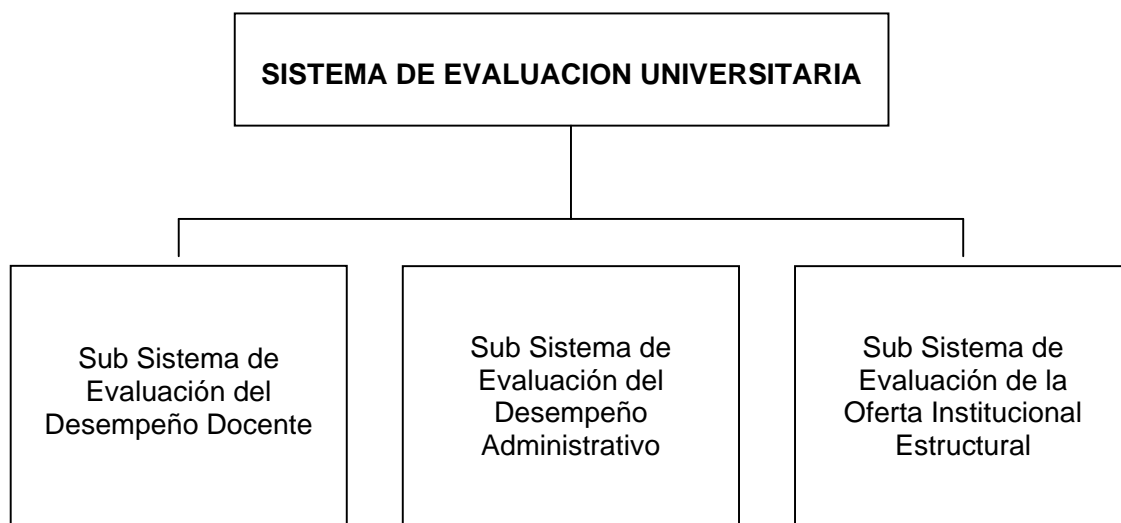 SISTEMA DE EVALUACION UNIVERSITARIA
Sub Sistema de
Evaluación del
Desempeño Docente
Sub Sistema de
Evaluación del
Desempeño
Administrativo
Sub Sistema de
Evaluación de la
Oferta Institucional
Estructural